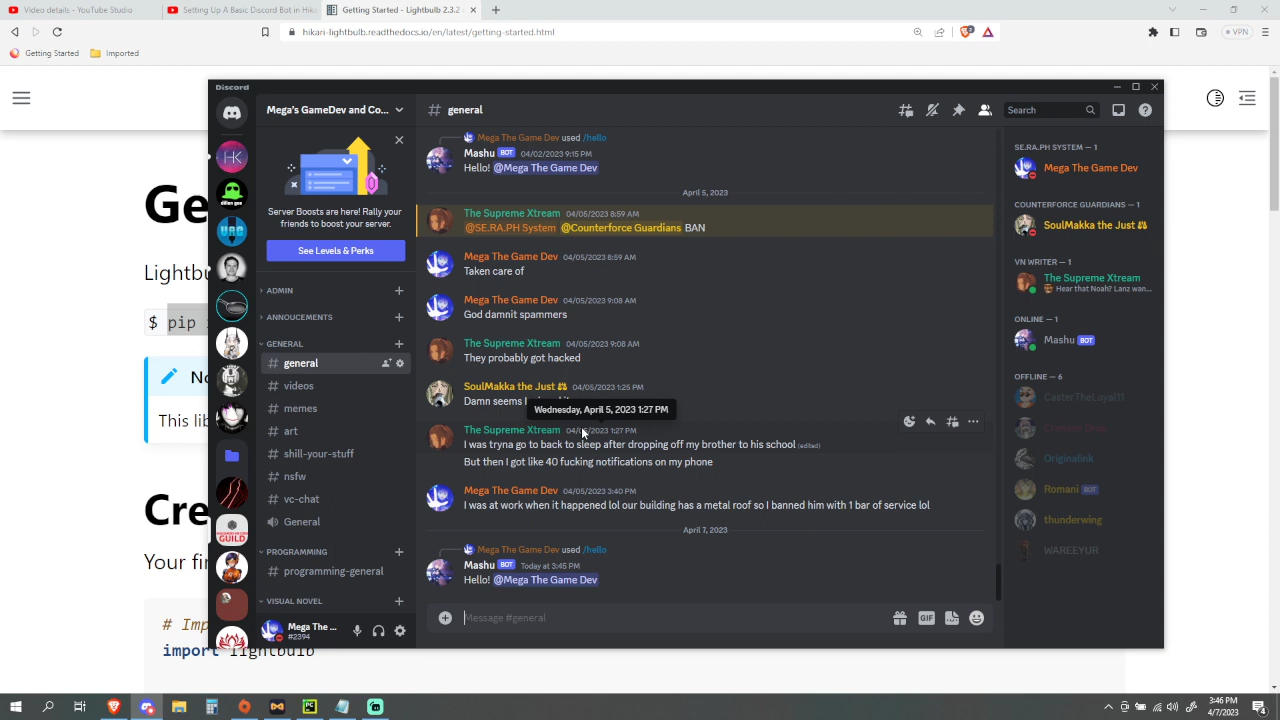 Video details - YouTube Studio
Setting Up A Basic Discord Bot in Hika
Getting Started - Lightbulb 2.3.2
hikari-lightbulb.readthedocs.io/en/latest/getting-started.html
VPN
Getting Started
Imported
Discord
Mega's GameDev and Co...
general
Search
Server Boosts are here! Rally your
friends to boost your server.
See Levels & Perks
ADMIN
ANNOUCEMENTS
GENERAL
general
videos
memes
art
shill-your-stuff
nsfw
vc-chat
General
PROGRAMMING
programming-general
VISUAL NOVEL
Mega The ...
#2394
Mega The Game Dev used /hello
Mashu BOT 04/02/2023 9:15 PM
Hello! @Mega The Game Dev
April 5, 2023
The Supreme Xtream 04/05/2023 8:59 AM
@SE.RA.PH System @Counterforce Guardians BAN
Mega The Game Dev 04/05/2023 8:59 AM
Taken care of
Mega The Game Dev 04/05/2023 9:08 AM
God damnit spammers
The Supreme Xtream 04/05/2023 9:08 AM
They probably got hacked
SoulMakka the Just 04/05/2023 1:25 PM
Damn seems I
Wednesday, April 5, 2023 1:27 PM
The Supreme Xtream 04/05/2023 1:27 PM
I was tryna go to back to sleep after dropping off my brother to his school (edited)
But then I got like 40 fucking notifications on my phone
Mega The Game Dev 04/05/2023 3:40 PM
I was at work when it happened lol our building has a metal roof so I banned him with 1 bar of service lol
April 7, 2023
Mega The Game Dev used /hello
Mashu BOT Today at 3:45 PM
Hello! @Mega The Game Dev
Message #general
GIF
SE.RA.PH SYSTEM — 1
Mega The Game Dev
COUNTERFORCE GUARDIANS — 1
SoulMakka the Just
VN WRITER — 1
The Supreme Xtream
Hear that Noah? Lanz wan...
ONLINE — 1
Mashu BOT
OFFLINE — 6
CasterTheLoyal11
Originalink
Romani BOT
thunderwing
WAREEYUR
Ge
Lightbu
$ pip
No
This lib
Cre
Your fir
# Imp
import lightbulb
3:46 PM
4/7/2023